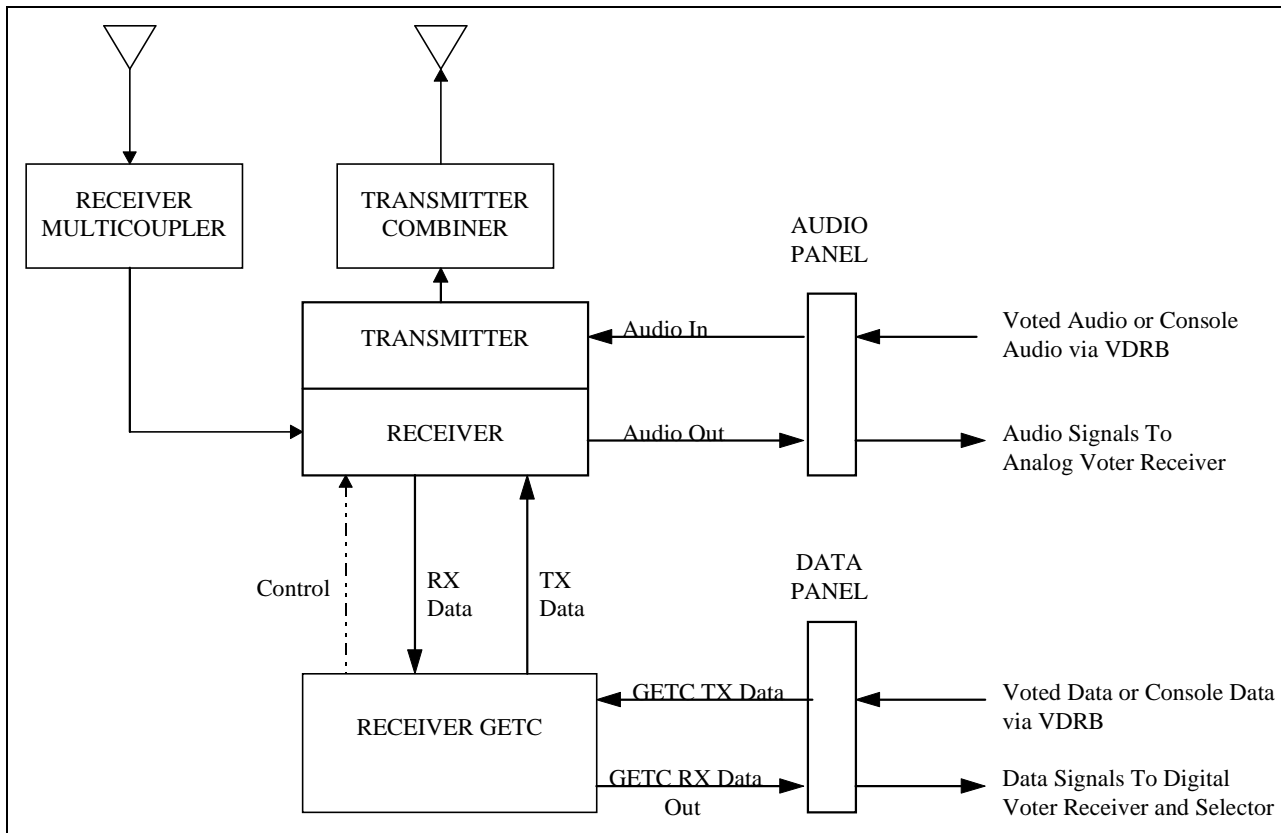 RECEIVER
MULTICOUPLER
TRANSMITTER
COMBINER
AUDIO
PANEL
TRANSMITTER
Audio In
Voted Audio or Console
Audio via VDRB
RECEIVER
Audio Out
Audio Signals To
Analog Voter Receiver
Control
RX
Data
TX
Data
DATA
PANEL
RECEIVER GETC
GETC TX Data
Voted Data or Console Data
via VDRB
GETC RX Data
Out
Data Signals To Digital
Voter Receiver and Selector